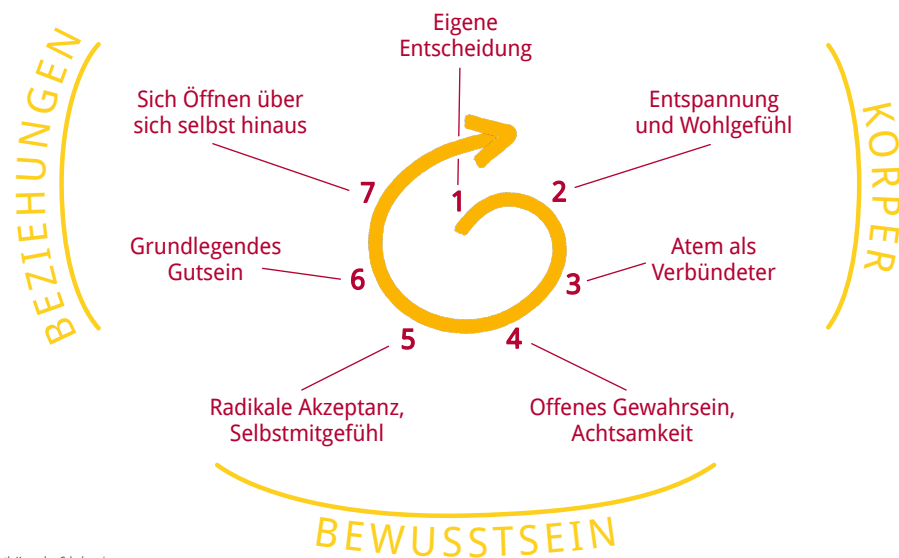 Eigene
Entscheidung
1
Entspannung
und Wohlgefühl
2
Atem als
Verbündeter
3
Offenes Gewahrsein,
Achtsamkeit
4
Radikale Akzeptanz,
Selbstmitgefühl
5
Grundlegendes
Gutsein
6
Sich Öffnen über
sich selbst hinaus
7
BEZIEHUNGEN
KÖRPER
BEWUSSTSEIN